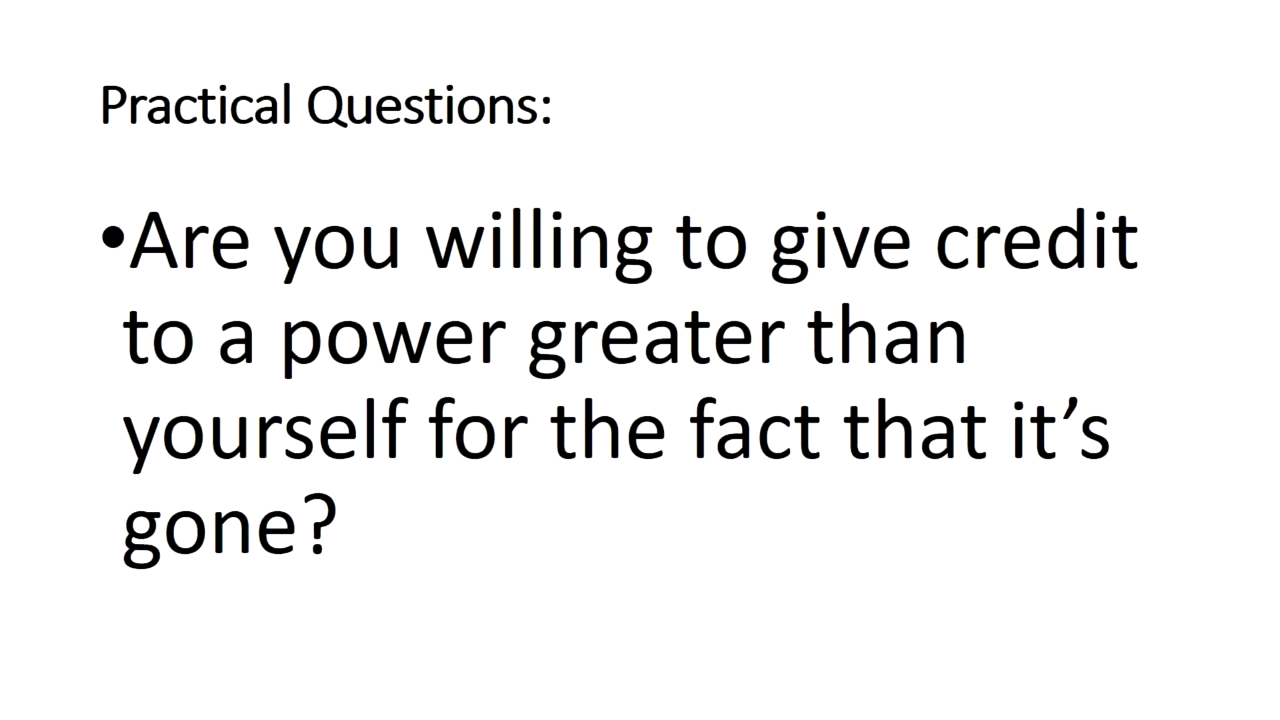 Practical Questions:
•Are you willing to give credit
to a power greater than
yourself for the fact that it’s
gone?